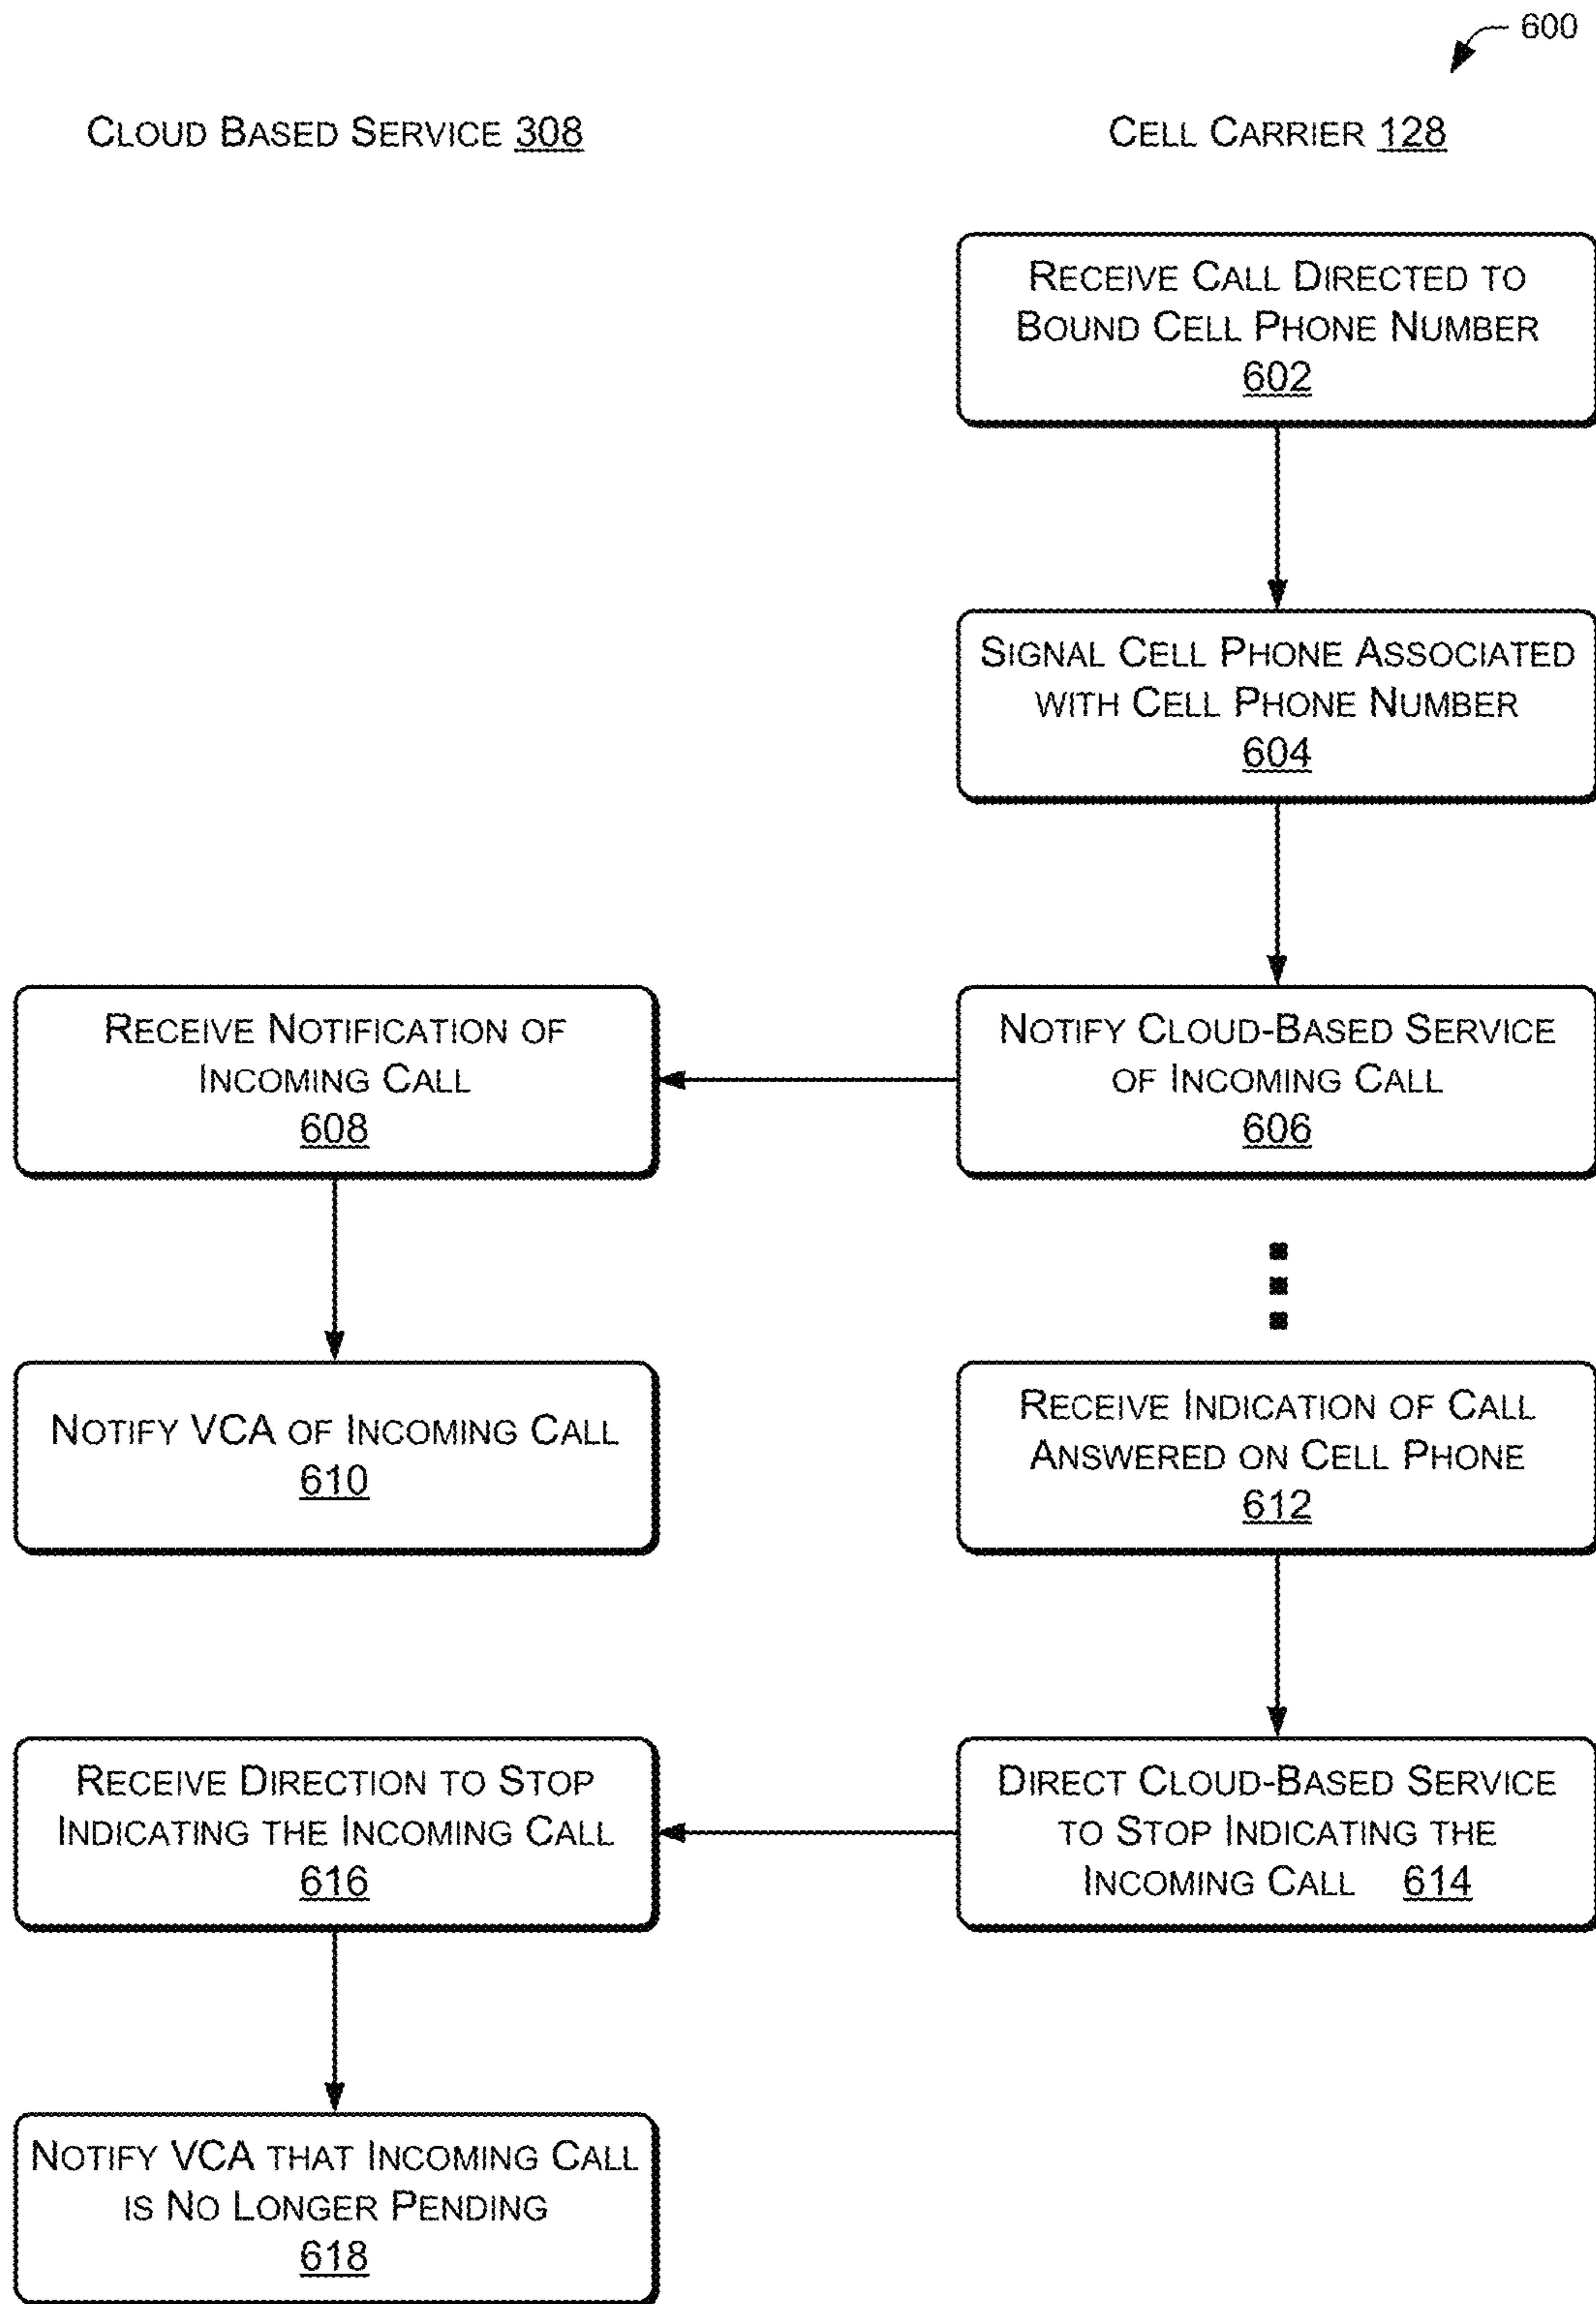 600
CLOUD BASED SERVICE 308
CELL CARRIER 128
RECEIVE CALL DIRECTED TO
BOUND CELL PHONE NUMBER
602
SIGNAL CELL PHONE ASSOCIATED
WITH CELL PHONE NUMBER
604
RECEIVE NOTIFICATION OF
INCOMING CALL
608
NOTIFY CLOUD-BASED SERVICE
OF INCOMING CALL
606
NOTIFY VCA OF INCOMING CALL
610
RECEIVE INDICATION OF CALL
ANSWERED ON CELL PHONE
612
RECEIVE DIRECTION TO STOP
INDICATING THE INCOMING CALL
616
DIRECT CLOUD-BASED SERVICE
TO STOP INDICATING THE
INCOMING CALL 614
NOTIFY VCA THAT INCOMING CALL
IS NO LONGER PENDING
618